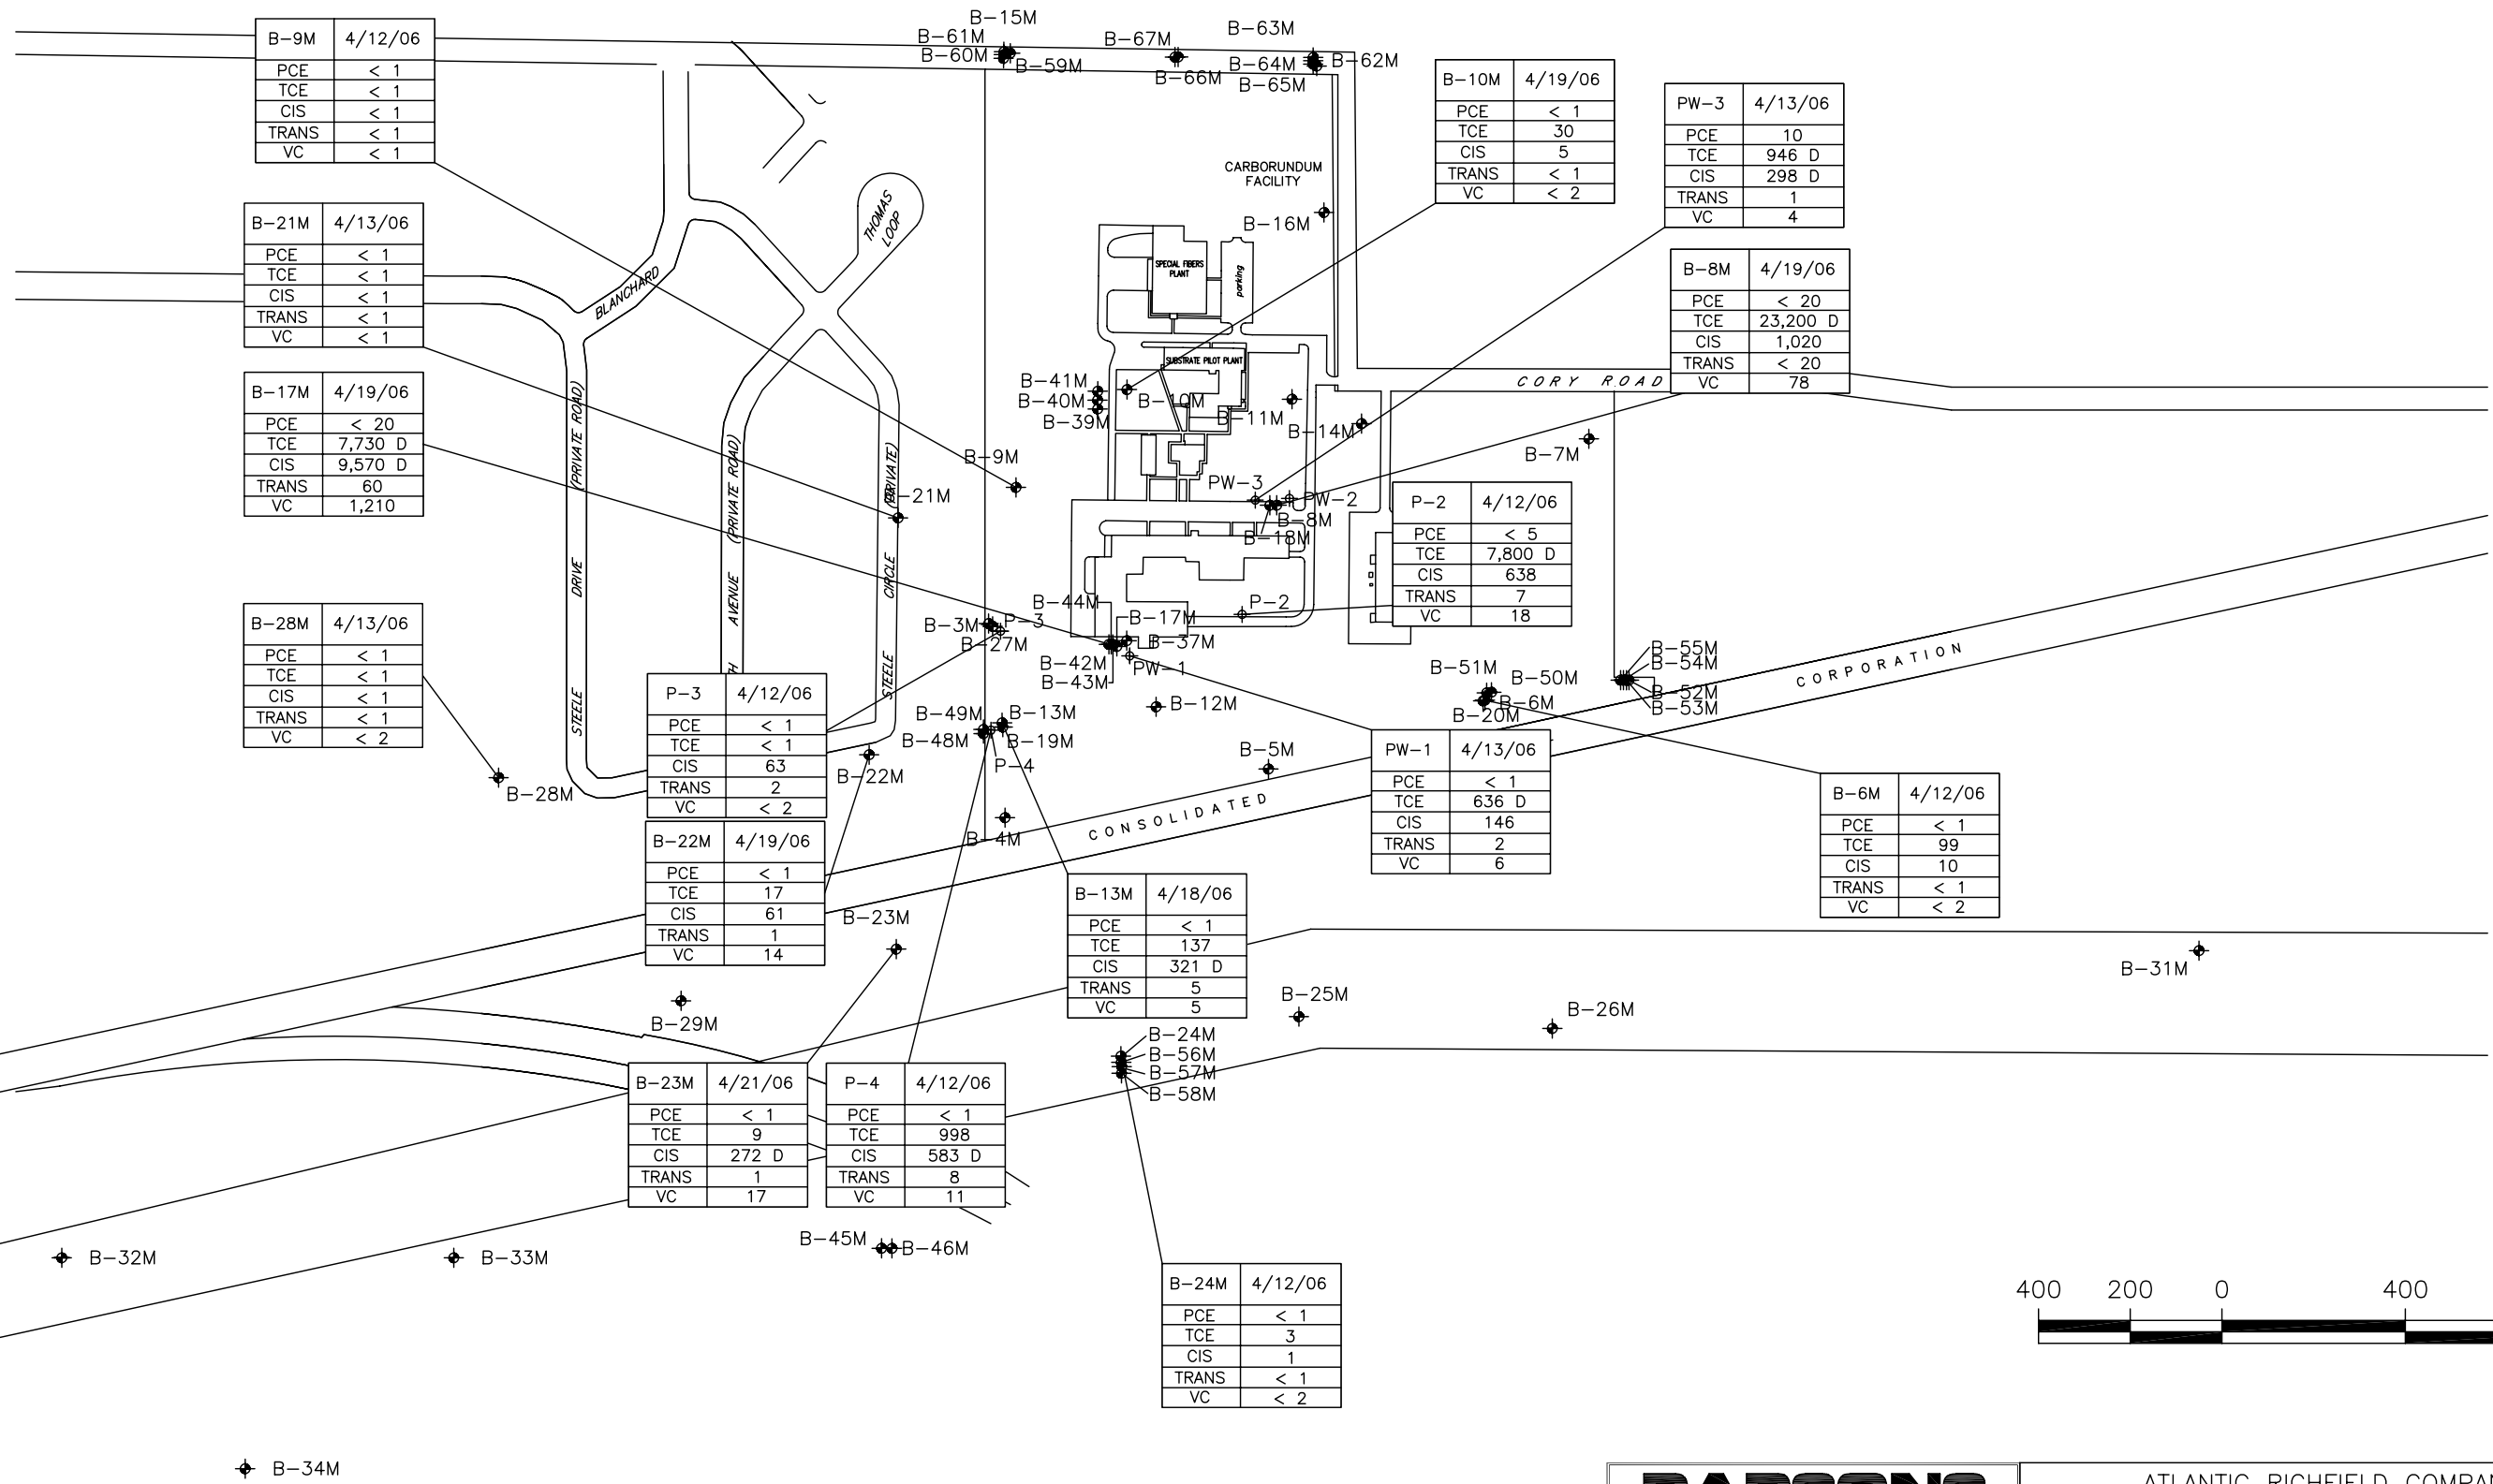 B-15M
B-61M
B-60M
B-59M
B-67M
B-66M
B-63M
B-64M
B-62M
B-65M
B-9M 4/12/06
PCE < 1
TCE < 1
CIS < 1
TRANS < 1
VC < 1
B-10M 4/19/06
PCE < 1
TCE 30
CIS 5
TRANS < 1
VC < 2
PW-3 4/13/06
PCE 10
TCE 946 D
CIS 298 D
TRANS 1
VC 4
CARBORUNDUM
FACILITY
B-16M
THOMAS
LOOP
B-21M 4/13/06
PCE < 1
TCE < 1
CIS < 1
TRANS < 1
VC < 1
BLANCHARD
SPECIAL FIBERS
PLANT
parking
B-8M 4/19/06
PCE < 20
TCE 23,200 D
CIS 1,020
TRANS < 20
VC 78
SUBSTRATE PILOT PLANT
CORY ROAD
B-17M 4/19/06
PCE < 20
TCE 7,730 D
CIS 9,570 D
TRANS 60
VC 1,210
B-41M
B-40M
B-39M
B-10M
B-11M
B-14M
B-7M
B-9M
B-21M
PW-3
PW-2
B-8M
B-18M
STEELE DRIVE (PRIVATE ROAD)
AVENUE (PRIVATE ROAD)
STEELE CIRCLE (PRIVATE)
P-2 4/12/06
PCE < 5
TCE 7,800 D
CIS 638
TRANS 7
VC 18
B-28M 4/13/06
PCE < 1
TCE < 1
CIS < 1
TRANS < 1
VC < 2
B-44M
B-17M
P-2
B-3M
P-3
B-27M
B-37M
B-42M
PW-1
B-43M
B-12M
B-55M
B-54M
B-52M
B-53M
B-51M
B-50M
B-6M
B-20M
CORPORATION
P-3 4/12/06
PCE < 1
TCE < 1
CIS 63
TRANS 2
VC < 2
B-49M
B-13M
B-48M
B-19M
P-4
B-22M
B-28M
B-5M
PW-1 4/13/06
PCE < 1
TCE 636 D
CIS 146
TRANS 2
VC 6
B-6M 4/12/06
PCE < 1
TCE 99
CIS 10
TRANS < 1
VC < 2
B-4M
CONSOLIDATED
B-22M 4/19/06
PCE < 1
TCE 17
CIS 61
TRANS 1
VC 14
B-23M
B-13M 4/18/06
PCE < 1
TCE 137
CIS 321 D
TRANS 5
VC 5
B-31M
B-25M
B-26M
B-29M
B-24M
B-56M
B-57M
B-58M
B-23M 4/21/06
PCE < 1
TCE 9
CIS 272 D
TRANS 1
VC 17
P-4 4/12/06
PCE < 1
TCE 998
CIS 583 D
TRANS 8
VC 11
B-45M
B-46M
B-32M
B-33M
B-24M 4/12/06
PCE < 1
TCE 3
CIS 1
TRANS < 1
VC < 2
400 200 0 400
B-34M
PARSONS
ATLANTIC RICHFIELD